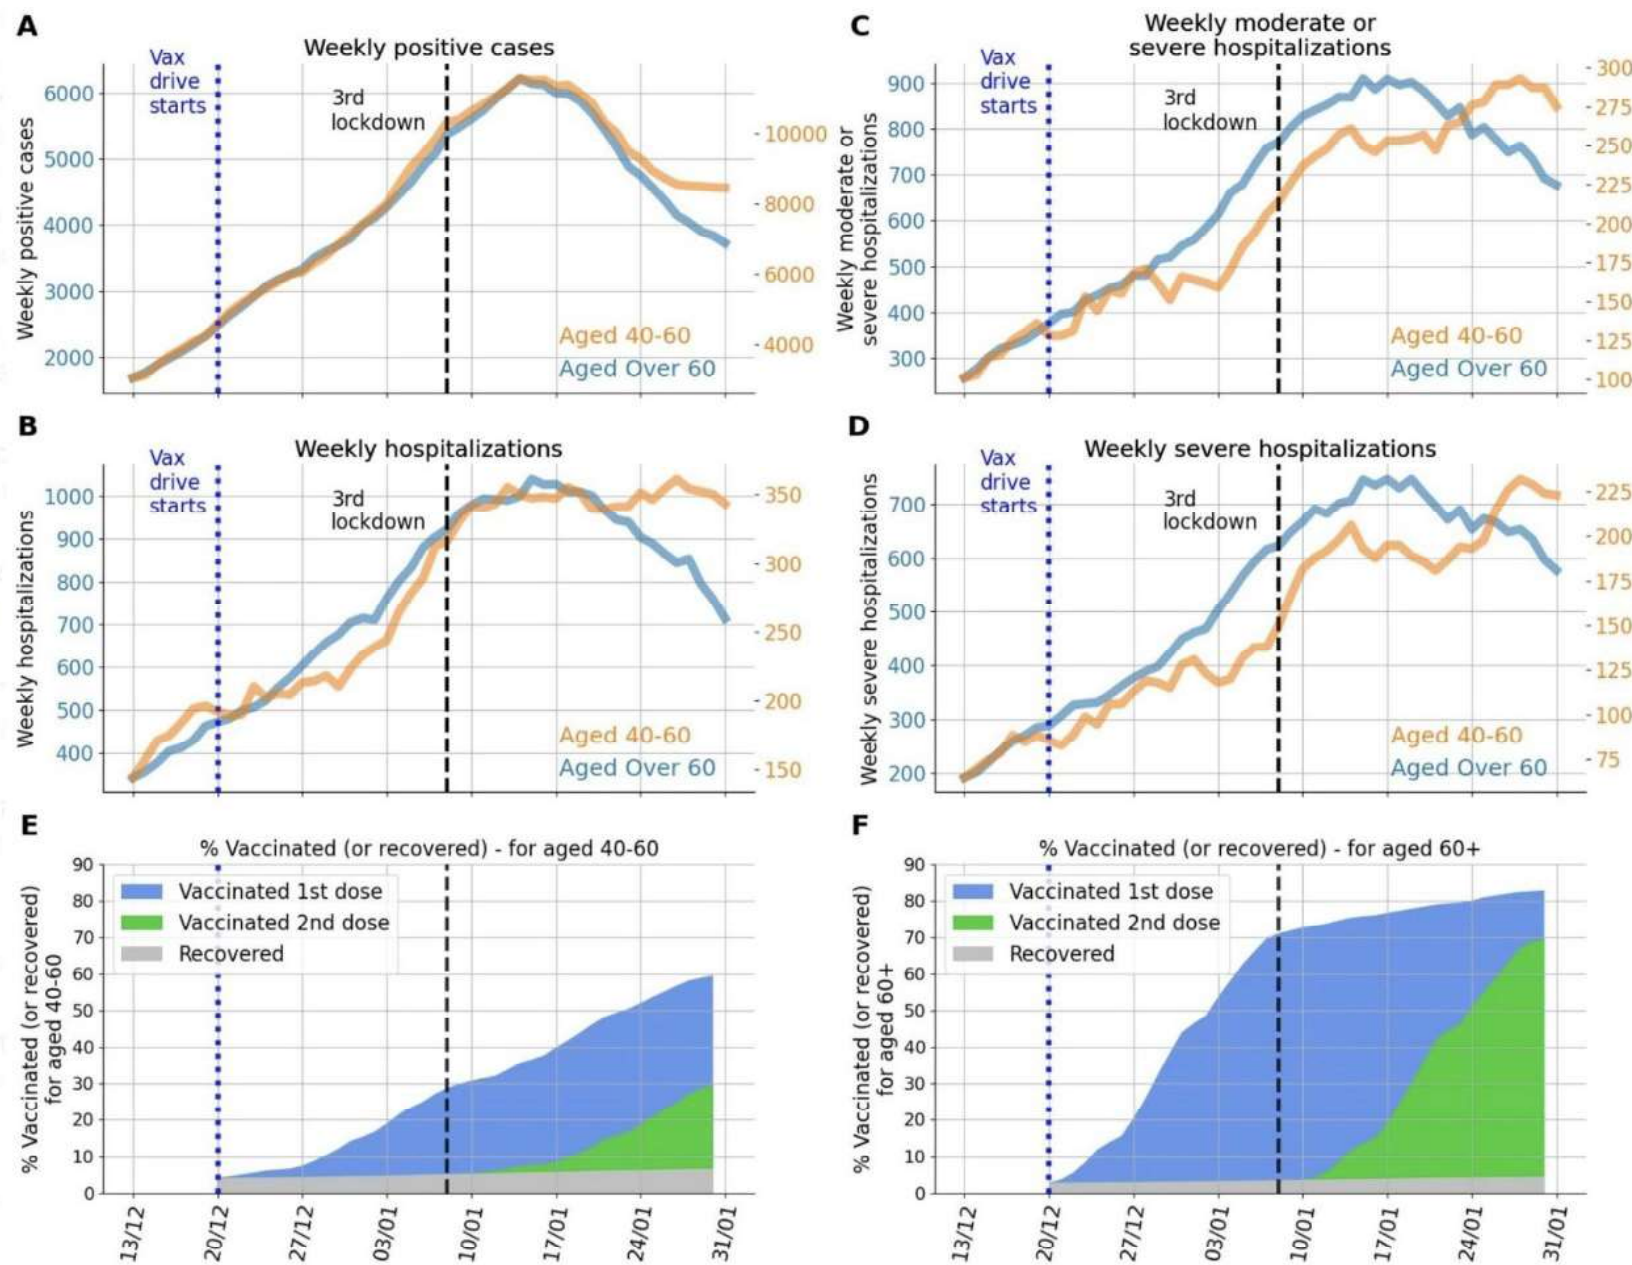 A
Weekly positive cases
Vax
drive
starts
3rd
lockdown
Weekly positive cases
6000
5000
4000
3000
2000
10000
8000
6000
4000
Aged 40-60
Aged Over 60
C
Weekly moderate or
severe hospitalizations
Vax
drive
starts
3rd
lockdown
Weekly moderate or
severe hospitalizations
900
800
700
600
500
400
300
300
275
250
225
200
175
150
125
100
Aged 40-60
Aged Over 60
B
Weekly hospitalizations
Vax
drive
starts
3rd
lockdown
Weekly hospitalizations
1000
900
800
700
600
500
400
350
300
250
200
150
Aged 40-60
Aged Over 60
D
Weekly severe hospitalizations
Vax
drive
starts
3rd
lockdown
Weekly severe hospitalizations
700
600
500
400
300
200
225
200
175
150
125
100
75
Aged 40-60
Aged Over 60
E
% Vaccinated (or recovered) - for aged 40-60
Vaccinated 1st dose
Vaccinated 2nd dose
Recovered
% Vaccinated (or recovered)
for aged 40-60
90
80
70
60
50
40
30
20
10
0
13/12
20/12
27/12
03/01
10/01
17/01
24/01
31/01
F
% Vaccinated (or recovered) - for aged 60+
Vaccinated 1st dose
Vaccinated 2nd dose
Recovered
% Vaccinated (or recovered)
for aged 60+
90
80
70
60
50
40
30
20
10
0
13/12
20/12
27/12
03/01
10/01
17/01
24/01
31/01